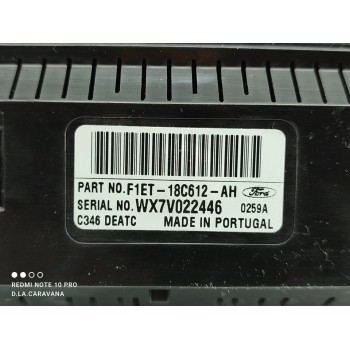 PART NO.F1ET-18C612-AH Ford
SERIAL NO.WX7V022446 0259A
C346 DEATC MADE IN PORTUGAL
REDMI NOTE 10 PRO
D.LA.CARAVANA